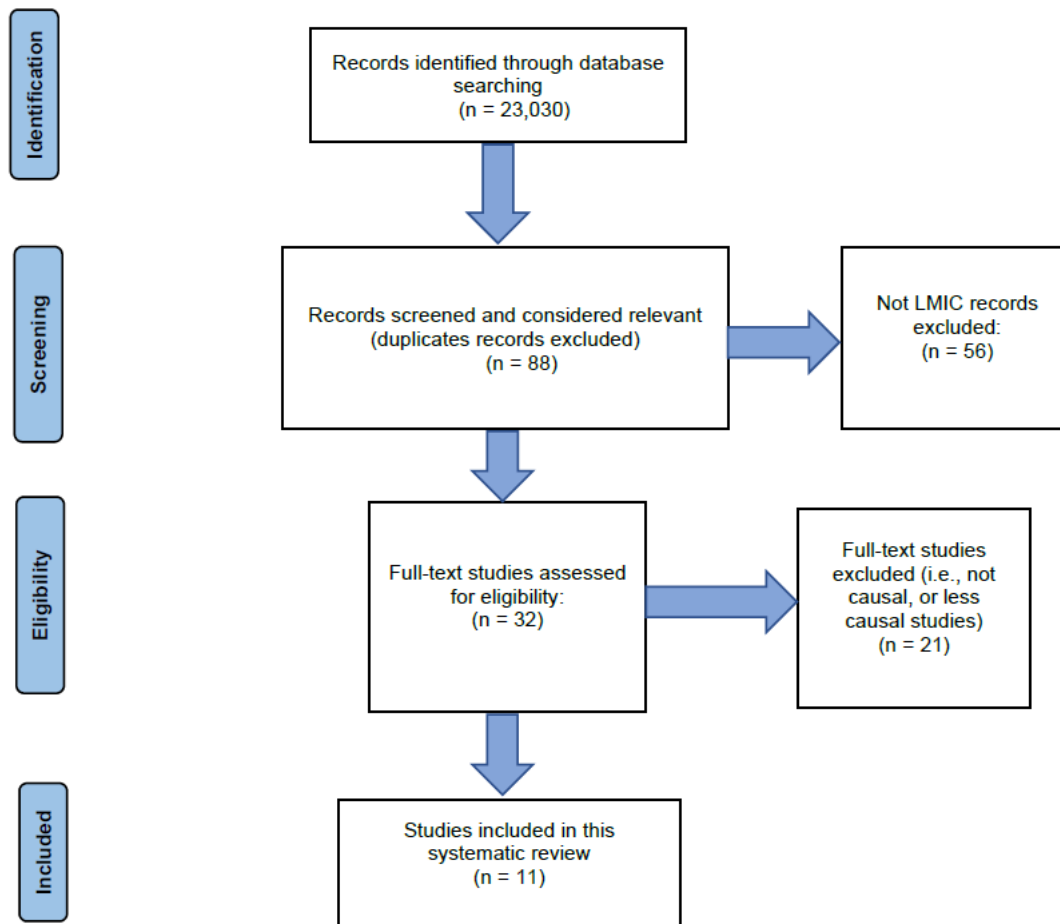 Identification
Records identified through database
searching
(n = 23,030)
Screening
Records screened and considered relevant
(duplicates records excluded)
(n = 88)
Not LMIC records
excluded:
(n = 56)
Eligibility
Full-text studies assessed
for eligibility:
(n = 32)
Full-text studies
excluded (i.e., not
causal, or less
causal studies)
(n = 21)
Included
Studies included in this
systematic review
(n = 11)